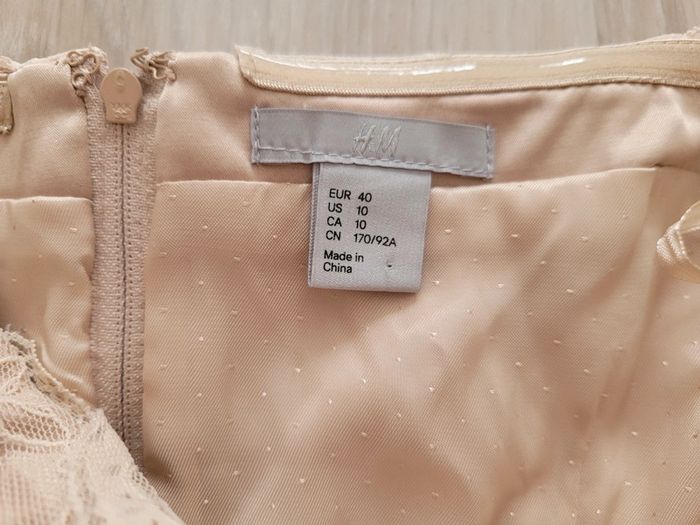 H&M
EUR 40
US 10
CA 10
CN 170/92A
Made in
China